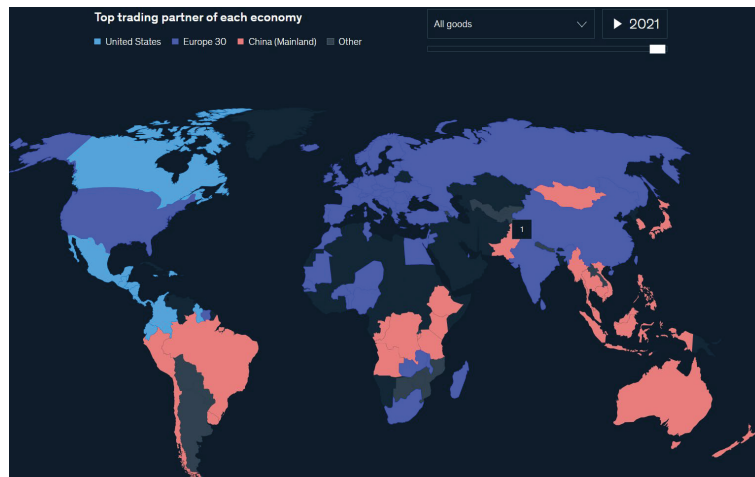 Top trading partner of each economy
All goods
2021
United States Europe 30 China (Mainland) Other
1